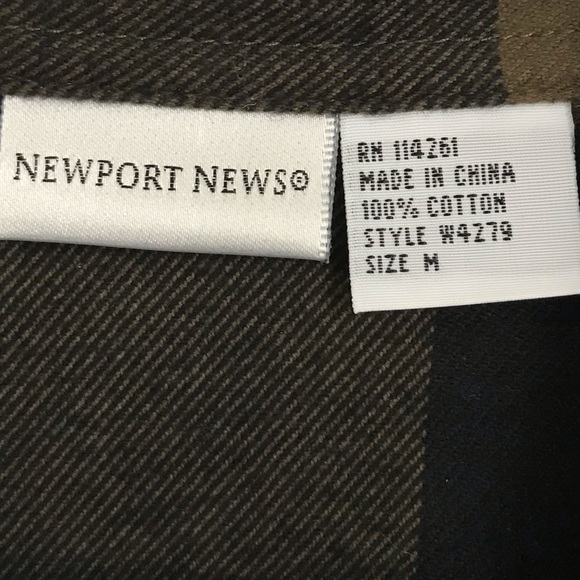 NEWPORT NEWS®
RN 114261
MADE IN CHINA
100% COTTON
STYLE W4279
SIZE M